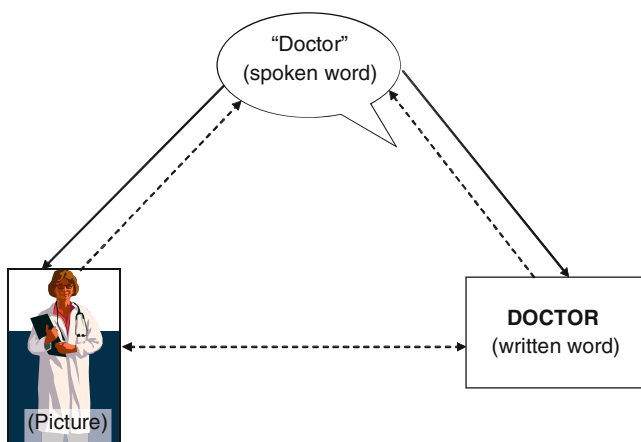 “Doctor”
(spoken word)
DOCTOR
(written word)
(Picture)